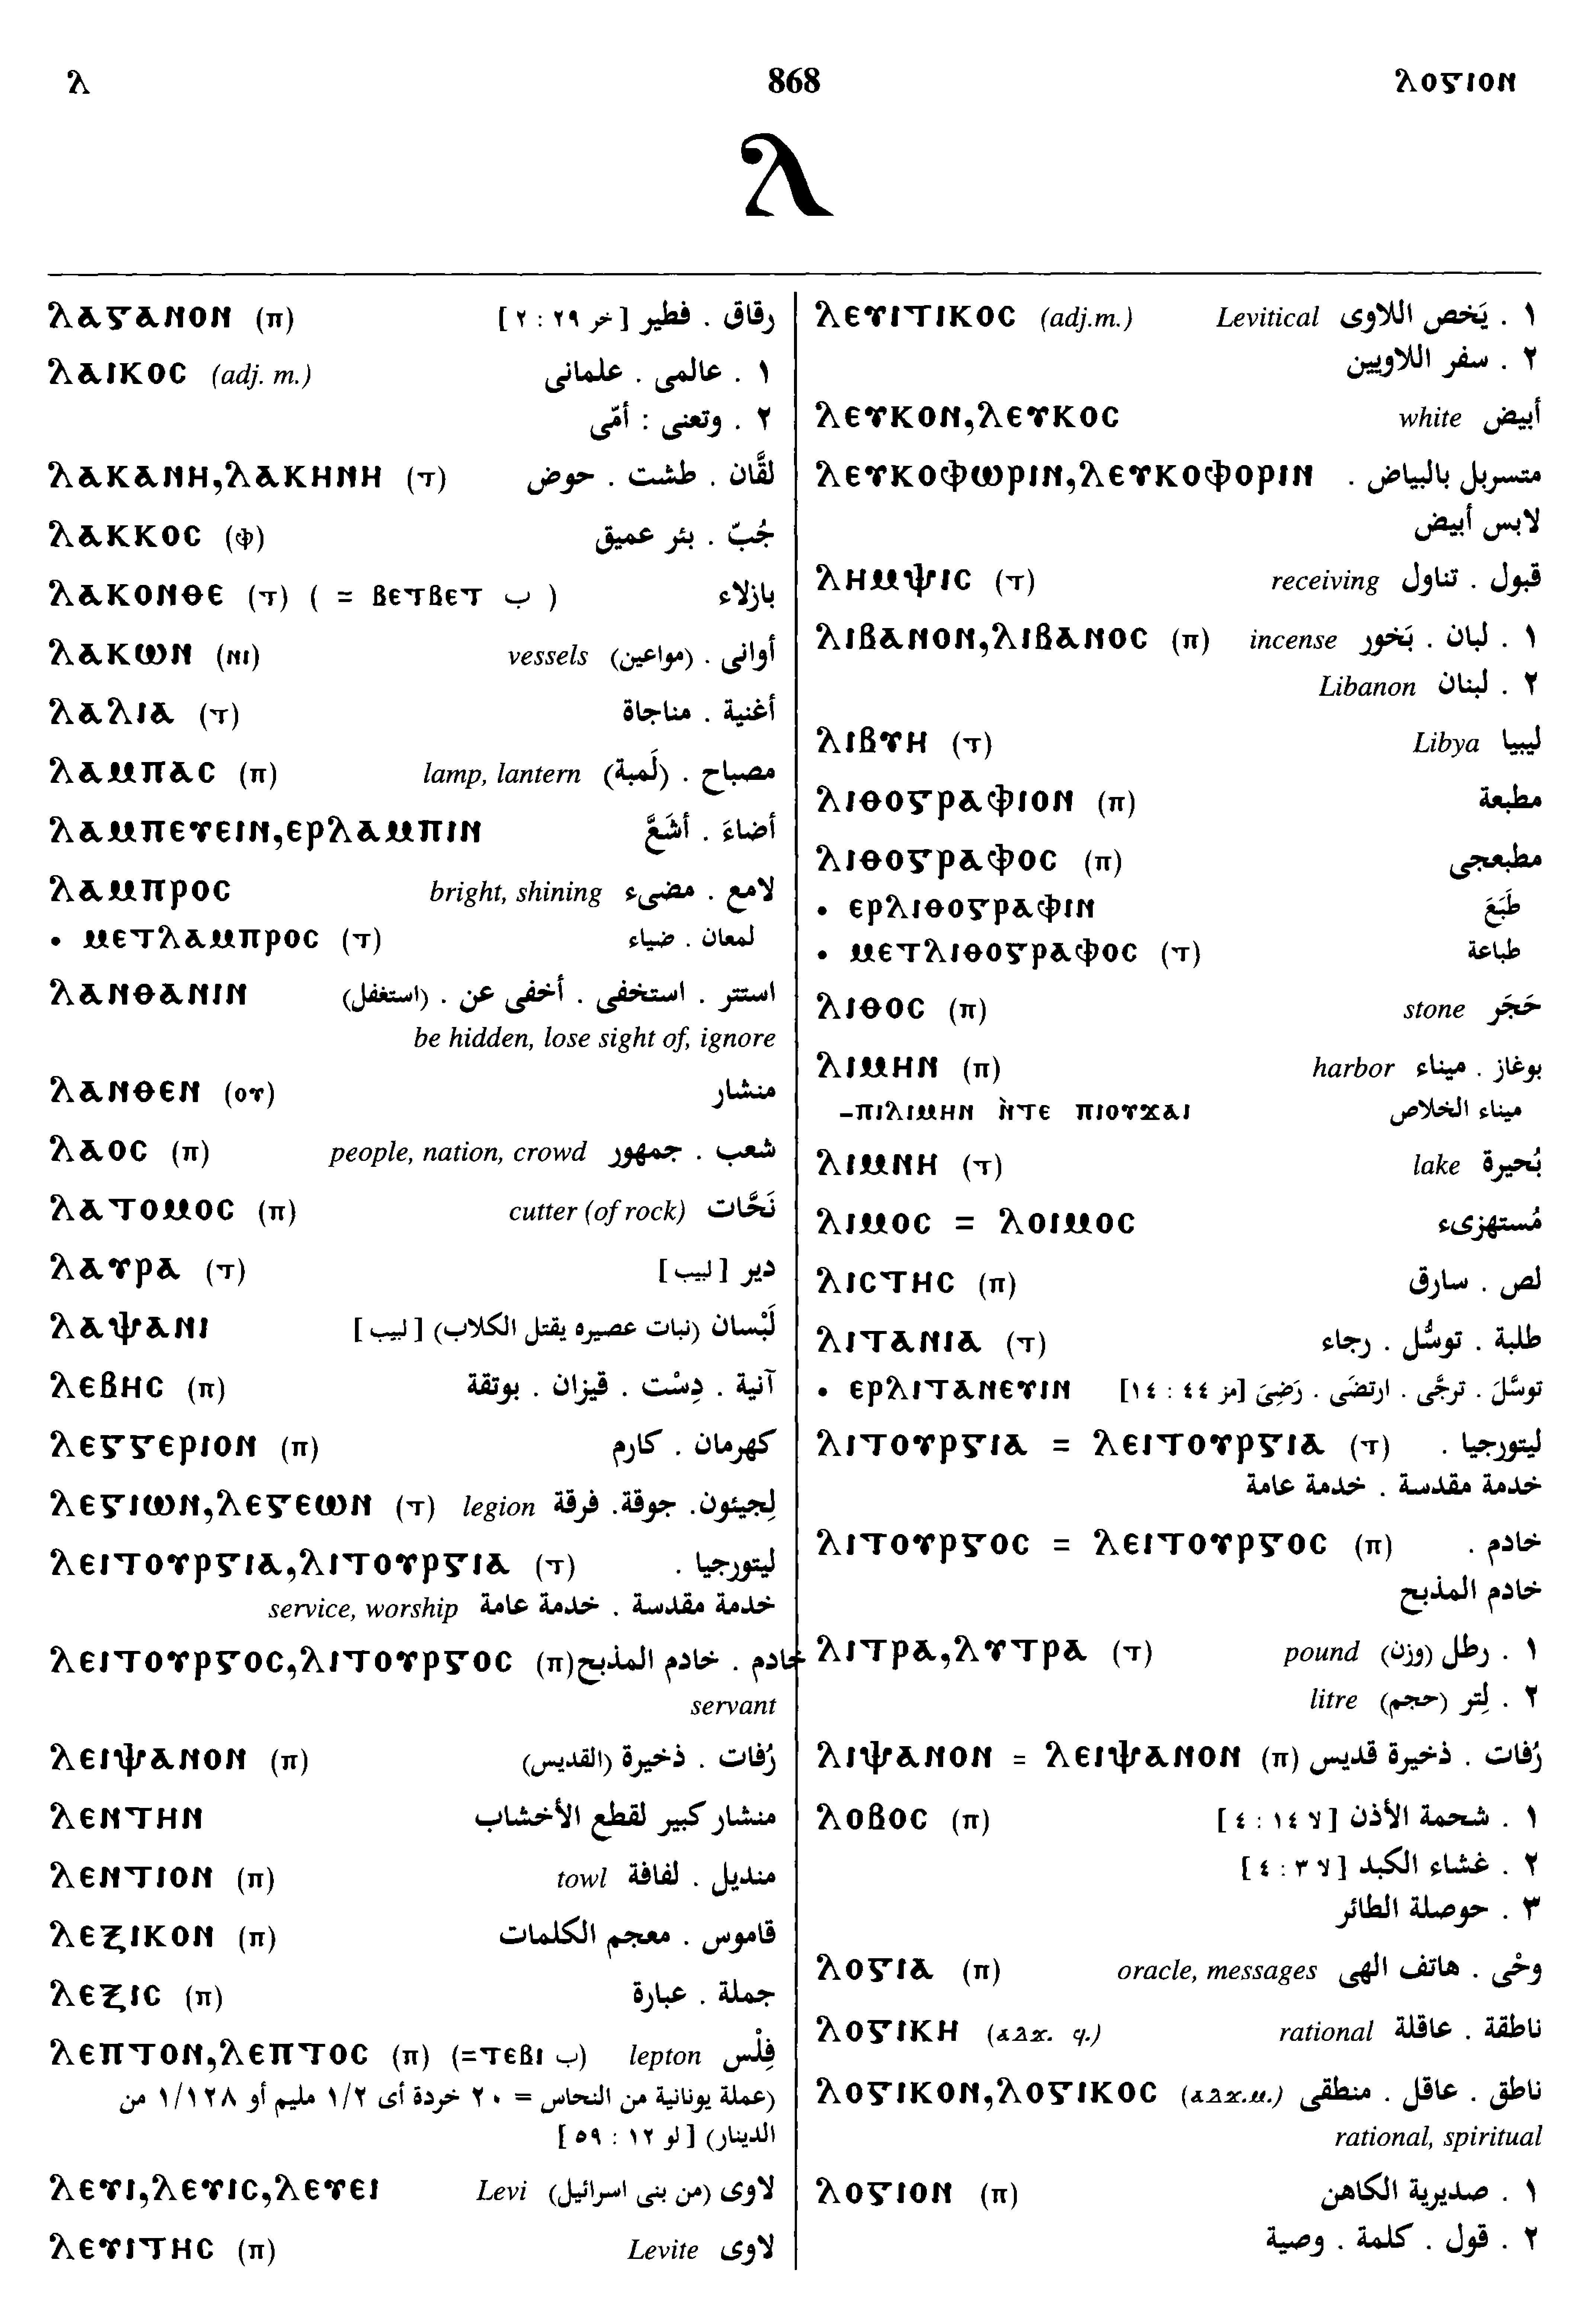 ⲗ 868 ⲗⲟⲅⲓⲟⲛ
ⲗ
ⲗⲁⲅⲁⲛⲟⲛ (ⲡ) رقاق . فطير [ خر ٢٩ : ٢ ]
ⲗⲁⲓⲕⲟⲥ (adj. m.) ١ . عالمى . علمانى
٢ . وتعنى : أمّى
ⲗⲁⲕⲁⲛⲏ,ⲗⲁⲕⲏⲛⲏ (ⲧ) لقَّان . طشت . حوض
ⲗⲁⲕⲕⲟⲥ (ⲫ) جُبّ . بئر عميق
ⲗⲁⲕⲟⲛⲑⲉ (ⲧ) ( = ⲃⲉⲧⲃⲉⲧ ب ) بازلاء
ⲗⲁⲕⲱⲛ (ⲛⲓ) vessels أوانى . (مواعين)
ⲗⲁⲗⲓⲁ (ⲧ) أغنية . مناجاة
ⲗⲁⲙⲡⲁⲥ (ⲡ) lamp, lantern مصباح . (لَمبة)
ⲗⲁⲙⲡⲉⲩⲉⲓⲛ,ⲉⲣⲗⲁⲙⲡⲓⲛ أضاءَ . أشَعَّ
ⲗⲁⲙⲡⲣⲟⲥ bright, shining لامع . مضىء
• ⲙⲉⲧⲗⲁⲙⲡⲣⲟⲥ (ⲧ) لمعان . ضياء
ⲗⲁⲛⲑⲁⲛⲓⲛ استتر . استخفى . أخفى عن . (استغفل)
be hidden, lose sight of, ignore
ⲗⲁⲛⲑⲉⲛ (ⲟⲩ) منشار
ⲗⲁⲟⲥ (ⲡ) people, nation, crowd شعب . جمهور
ⲗⲁⲧⲟⲙⲟⲥ (ⲡ) cutter (of rock) نَحَّات
ⲗⲁⲩⲣⲁ (ⲧ) دير [ لبيب ]
ⲗⲁⲯⲁⲛⲓ لَبْسان (نبات عصيره يقتل الكلاب) [ لبيب ]
ⲗⲉⲃⲏⲥ (ⲡ) آنية . دِسْت . قيزان . بوتقة
ⲗⲉⲅⲅⲉⲣⲓⲟⲛ (ⲡ) كهرمان . كارم
ⲗⲉⲅⲓⲱⲛ,ⲗⲉⲅⲉⲱⲛ (ⲧ) legion لِجيئون. جوقة. فرقة
ⲗⲉⲓⲧⲟⲩⲣⲅⲓⲁ,ⲗⲓⲧⲟⲩⲣⲅⲓⲁ (ⲧ) ليتورجيا .
service, worship خدمة مقدسة . خدمة عامة
ⲗⲉⲓⲧⲟⲩⲣⲅⲟⲥ,ⲗⲓⲧⲟⲩⲣⲅⲟⲥ (ⲡ) خادم . خادم المذبح
servant
ⲗⲉⲓⲯⲁⲛⲟⲛ (ⲡ) رُفات . ذخيرة (القديس)
ⲗⲉⲛⲧⲏⲛ منشار كبير لقطع الأخشاب
ⲗⲉⲛⲧⲓⲟⲛ (ⲡ) towl منديل . لفافة
ⲗⲉⲝⲓⲕⲟⲛ (ⲡ) قاموس . معجم الكلمات
ⲗⲉⲝⲓⲥ (ⲡ) جملة . عبارة
ⲗⲉⲡⲧⲟⲛ,ⲗⲉⲡⲧⲟⲥ (ⲡ) (=ⲧⲉⲃⲓ ب) lepton فِلْس
(عملة يونانية من النحاس = ٢٠ خردة أى ١/٢ مليم أو ١/١٢٨ من
الدينار) [ لو ١٢ : ٥٩ ]
ⲗⲉⲩⲓ,ⲗⲉⲩⲓⲥ,ⲗⲉⲩⲉⲓ Levi لاوى (من بنى اسرائيل)
ⲗⲉⲩⲓⲧⲏⲥ (ⲡ) Levite لاوى
ⲗⲉⲩⲓⲧⲓⲕⲟⲥ (adj.m.) Levitical ١ . يَخص اللاوى
٢ . سفر اللاويين
ⲗⲉⲩⲕⲟⲛ,ⲗⲉⲩⲕⲟⲥ white أبيض
ⲗⲉⲩⲕⲟⲫⲱⲣⲓⲛ,ⲗⲉⲩⲕⲟⲫⲟⲣⲓⲛ متسربل بالبياض .
لابس أبيض
ⲗⲏⲙⲯⲓⲥ (ⲧ) receiving قبول . تناول
ⲗⲓⲃⲁⲛⲟⲛ,ⲗⲓⲃⲁⲛⲟⲥ (ⲡ) incense ١ . لبان . بَخور
Libanon ٢ . لبنان
ⲗⲓⲃⲩⲏ (ⲧ) Libya ليبيا
ⲗⲓⲑⲟⲅⲣⲁⲫⲓⲟⲛ (ⲡ) مطبعة
ⲗⲓⲑⲟⲅⲣⲁⲫⲟⲥ (ⲡ) مطبعجى
• ⲉⲣⲗⲓⲑⲟⲅⲣⲁⲫⲓⲛ طَبَعَ
• ⲙⲉⲧⲗⲓⲑⲟⲅⲣⲁⲫⲟⲥ (ⲧ) طباعة
ⲗⲓⲑⲟⲥ (ⲡ) stone حَجَر
ⲗⲓⲙⲏⲛ (ⲡ) harbor بوغاز . ميناء
-ⲡⲓⲗⲓⲙⲏⲛ ⲛ̀ⲧⲉ ⲡⲓⲟⲩϫⲁⲓ ميناء الخلاص
ⲗⲓⲙⲛⲏ (ⲧ) lake بُحيرة
ⲗⲓⲙⲟⲥ = ⲗⲟⲓⲙⲟⲥ مُستهزىء
ⲗⲓⲥⲧⲏⲥ (ⲡ) لص . سارق
ⲗⲓⲧⲁⲛⲓⲁ (ⲧ) طلبة . توسُّل . رجاء
• ⲉⲣⲗⲓⲧⲁⲛⲉⲩⲓⲛ توسَّلَ . ترجَّى . ارتضَى . رَضِىَ [مز ٤٤ : ١٤]
ⲗⲓⲧⲟⲩⲣⲅⲓⲁ = ⲗⲉⲓⲧⲟⲩⲣⲅⲓⲁ (ⲧ) ليتورجيا .
خدمة مقدسة . خدمة عامة
ⲗⲓⲧⲟⲩⲣⲅⲟⲥ = ⲗⲉⲓⲧⲟⲩⲣⲅⲟⲥ (ⲡ) خادم .
خادم المذبح
ⲗⲓⲧⲣⲁ,ⲗⲩⲧⲣⲁ (ⲧ) pound ١ . رطل (وزن)
litre ٢ . لِتر (حجم)
ⲗⲓⲯⲁⲛⲟⲛ = ⲗⲉⲓⲯⲁⲛⲟⲛ (ⲡ) رُفات . ذخيرة قديس
ⲗⲟⲃⲟⲥ (ⲡ) ١ . شحمة الأذن [ لا ١٤ : ٤ ]
٢ . غشاء الكبد [ لا ٣ : ٤ ]
٣ . حوصلة الطائر
ⲗⲟⲅⲓⲁ (ⲡ) oracle, messages وحْى . هاتف الهى
ⲗⲟⲅⲓⲕⲏ (ⲁⲇϫ. ϥ.) rational ناطقة . عاقلة
ⲗⲟⲅⲓⲕⲟⲛ,ⲗⲟⲅⲓⲕⲟⲥ (ⲁⲇϫ.ⲙ.) ناطق . عاقل . منطقى
rational, spiritual
ⲗⲟⲅⲓⲟⲛ (ⲡ) ١ . صديرية الكاهن
٢ . قول . كلمة . وصية